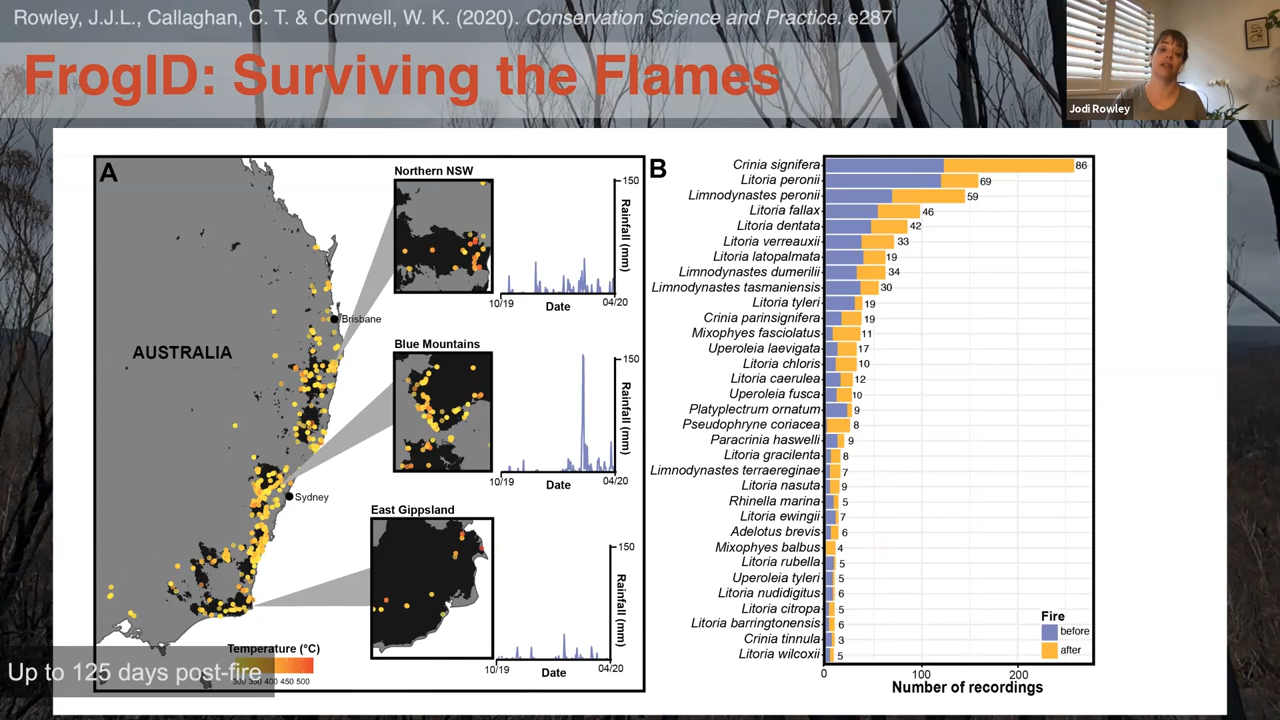 Rowley, J.J.L., Callaghan, C. T. & Cornwell, W. K. (2020). Conservation Science and Practice, e287
FrogID: Surviving the Flames
Jodi Rowley
A
AUSTRALIA
Brisbane
Sydney
Northern NSW
150
Rainfall (mm)
10/19
04/20
Date
Blue Mountains
150
Rainfall (mm)
10/19
04/20
Date
East Gippsland
150
Rainfall (mm)
10/19
04/20
Date
Temperature (°C)
300 350 400 450 500
Up to 125 days post-fire
B
Crinia signifera 86
Litoria peronii 69
Limnodynastes peronii 59
Litoria fallax 46
Litoria dentata 42
Litoria verreauxii 33
Litoria latopalmata 19
Limnodynastes dumerilii 34
Limnodynastes tasmaniensis 30
Litoria tyleri 19
Crinia parinsignifera 19
Mixophyes fasciolatus 11
Uperoleia laevigata 17
Litoria chloris 10
Litoria caerulea 12
Uperoleia fusca 10
Platyplectrum ornatum 9
Pseudophryne coriacea 8
Paracrinia haswelli 9
Litoria gracilenta 8
Limnodynastes terraereginae 7
Litoria nasuta 9
Rhinella marina 5
Litoria ewingii 7
Adelotus brevis 6
Mixophyes balbus 4
Litoria rubella 5
Uperoleia tyleri 5
Litoria nudidigitus 6
Litoria citropa 5
Litoria barringtonensis 6
Crinia tinnula 3
Litoria wilcoxii 5
Fire
before
after
0 100 200
Number of recordings